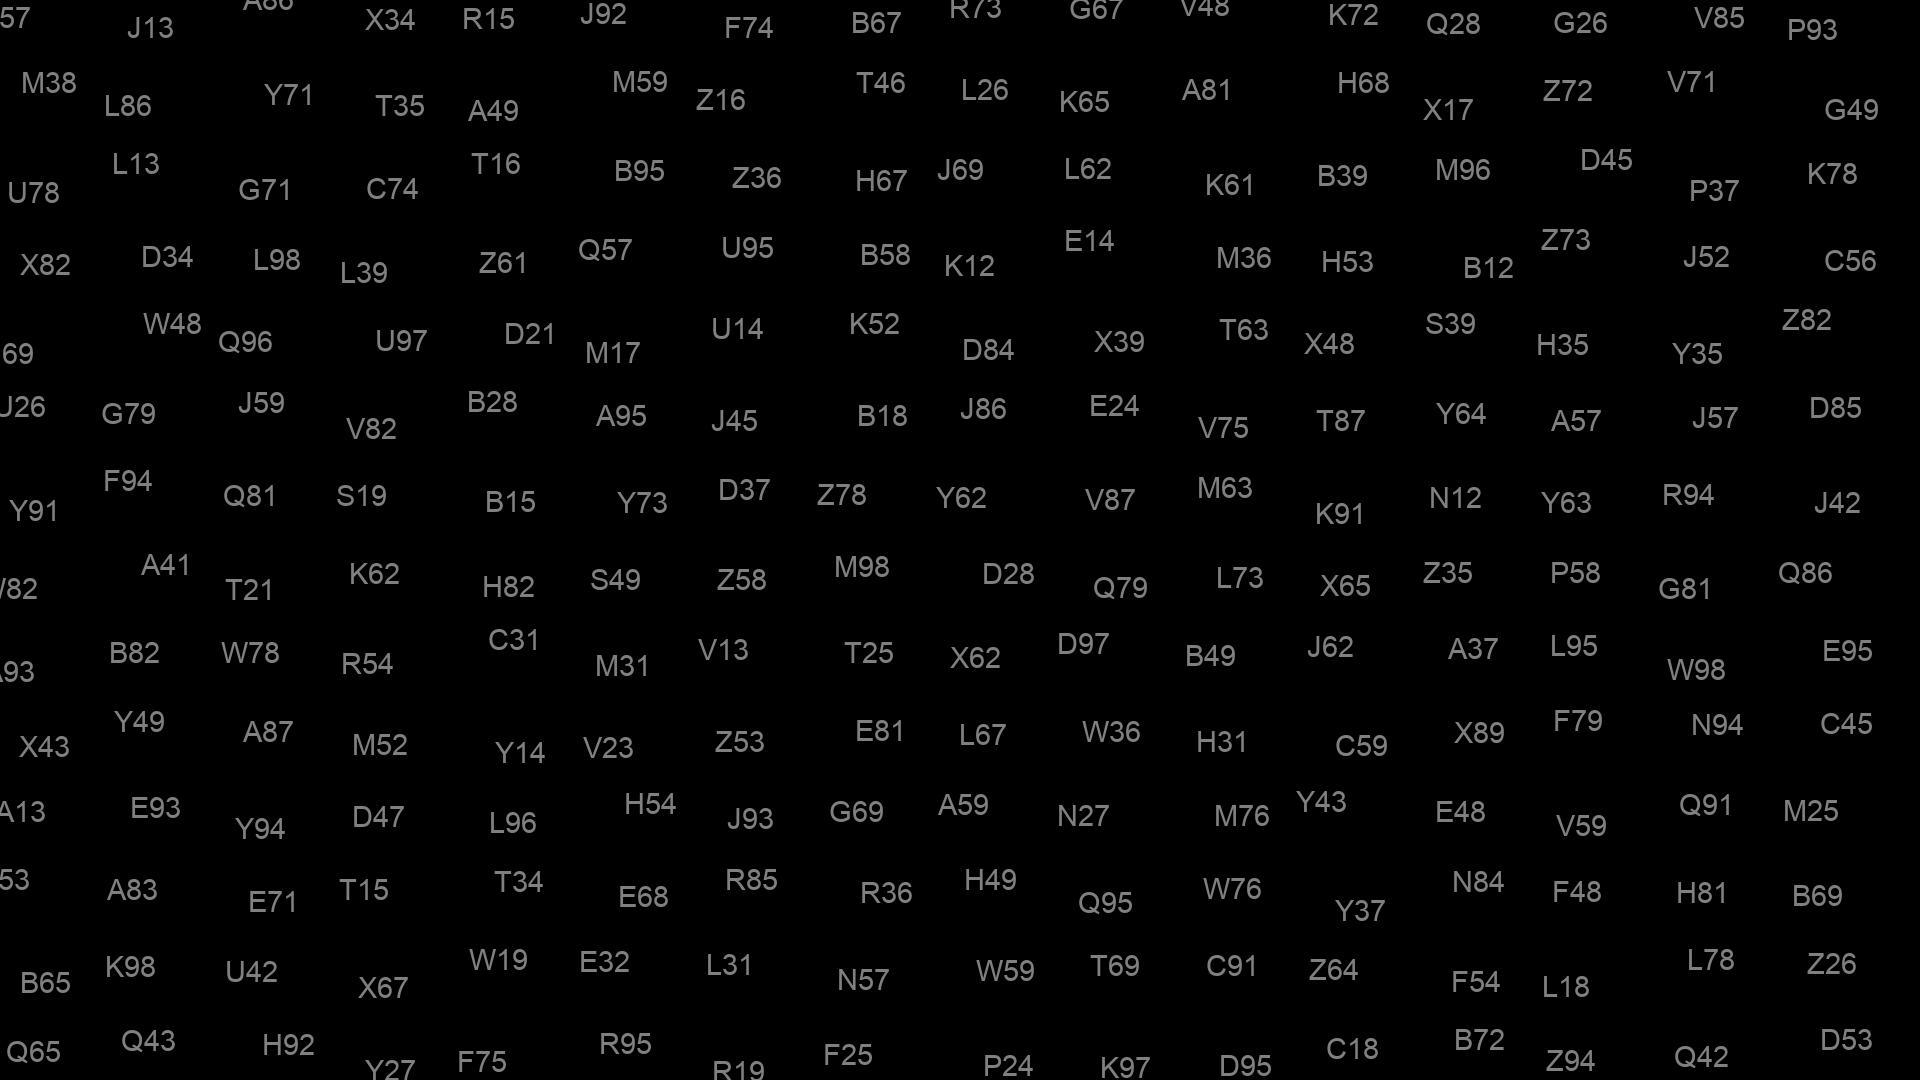 57 J13 A86 X34 R15 J92 F74 B67 R73 G67 V48 K72 Q28 G26 V85 P93
M38 L86 Y71 T35 A49 M59 Z16 T46 L26 K65 A81 H68 X17 Z72 V71 G49
U78 L13 G71 C74 T16 B95 Z36 H67 J69 L62 K61 B39 M96 D45 P37 K78
X82 D34 L98 L39 Z61 Q57 U95 B58 K12 E14 M36 H53 B12 Z73 J52 C56
69 W48 Q96 U97 D21 M17 U14 K52 D84 X39 T63 X48 S39 H35 Y35 Z82
J26 G79 J59 V82 B28 A95 J45 B18 J86 E24 V75 T87 Y64 A57 J57 D85
Y91 F94 Q81 S19 B15 Y73 D37 Z78 Y62 V87 M63 K91 N12 Y63 R94 J42
82 A41 T21 K62 H82 S49 Z58 M98 D28 Q79 L73 X65 Z35 P58 G81 Q86
93 B82 W78 R54 C31 M31 V13 T25 X62 D97 B49 J62 A37 L95 W98 E95
X43 Y49 A87 M52 Y14 V23 Z53 E81 L67 W36 H31 C59 X89 F79 N94 C45
A13 E93 Y94 D47 L96 H54 J93 G69 A59 N27 M76 Y43 E48 V59 Q91 M25
53 A83 E71 T15 T34 E68 R85 R36 H49 Q95 W76 Y37 N84 F48 H81 B69
B65 K98 U42 X67 W19 E32 L31 N57 W59 T69 C91 Z64 F54 L18 L78 Z26
Q65 Q43 H92 Y27 F75 R95 R19 F25 P24 K97 D95 C18 B72 Z94 Q42 D53